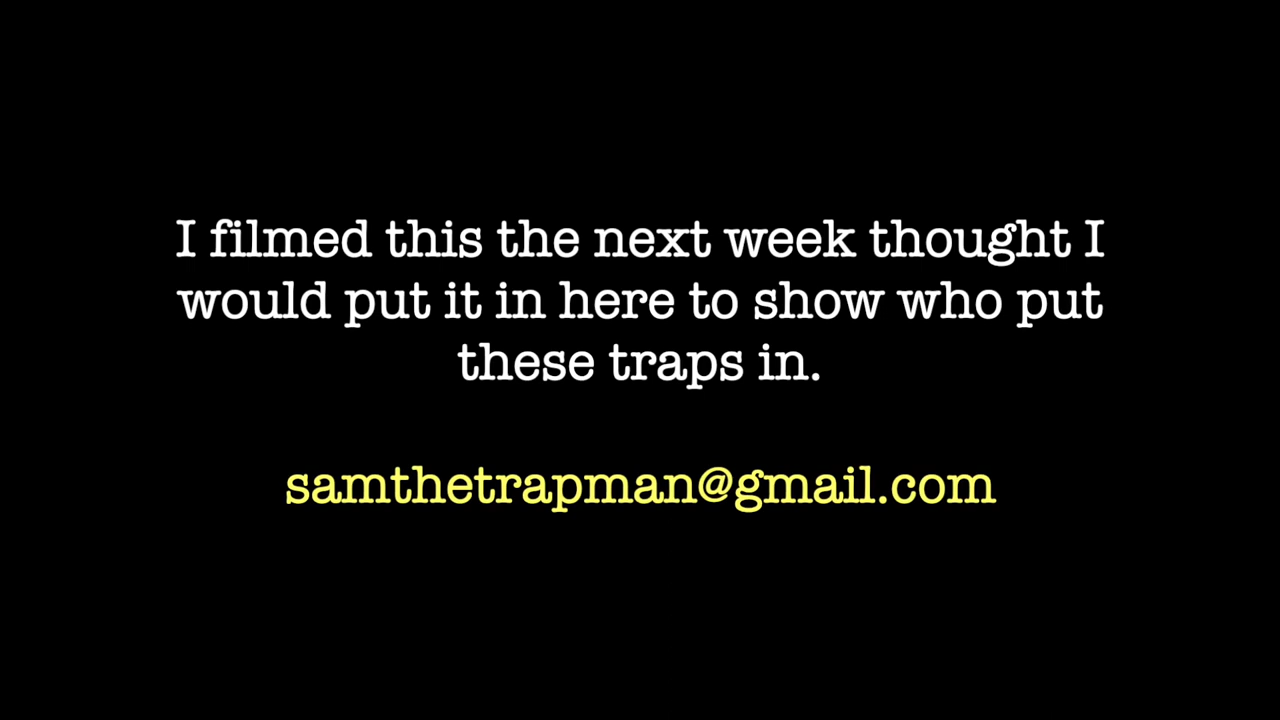 I filmed this the next week thought I
would put it in here to show who put
these traps in.
samthetrapman@gmail.com